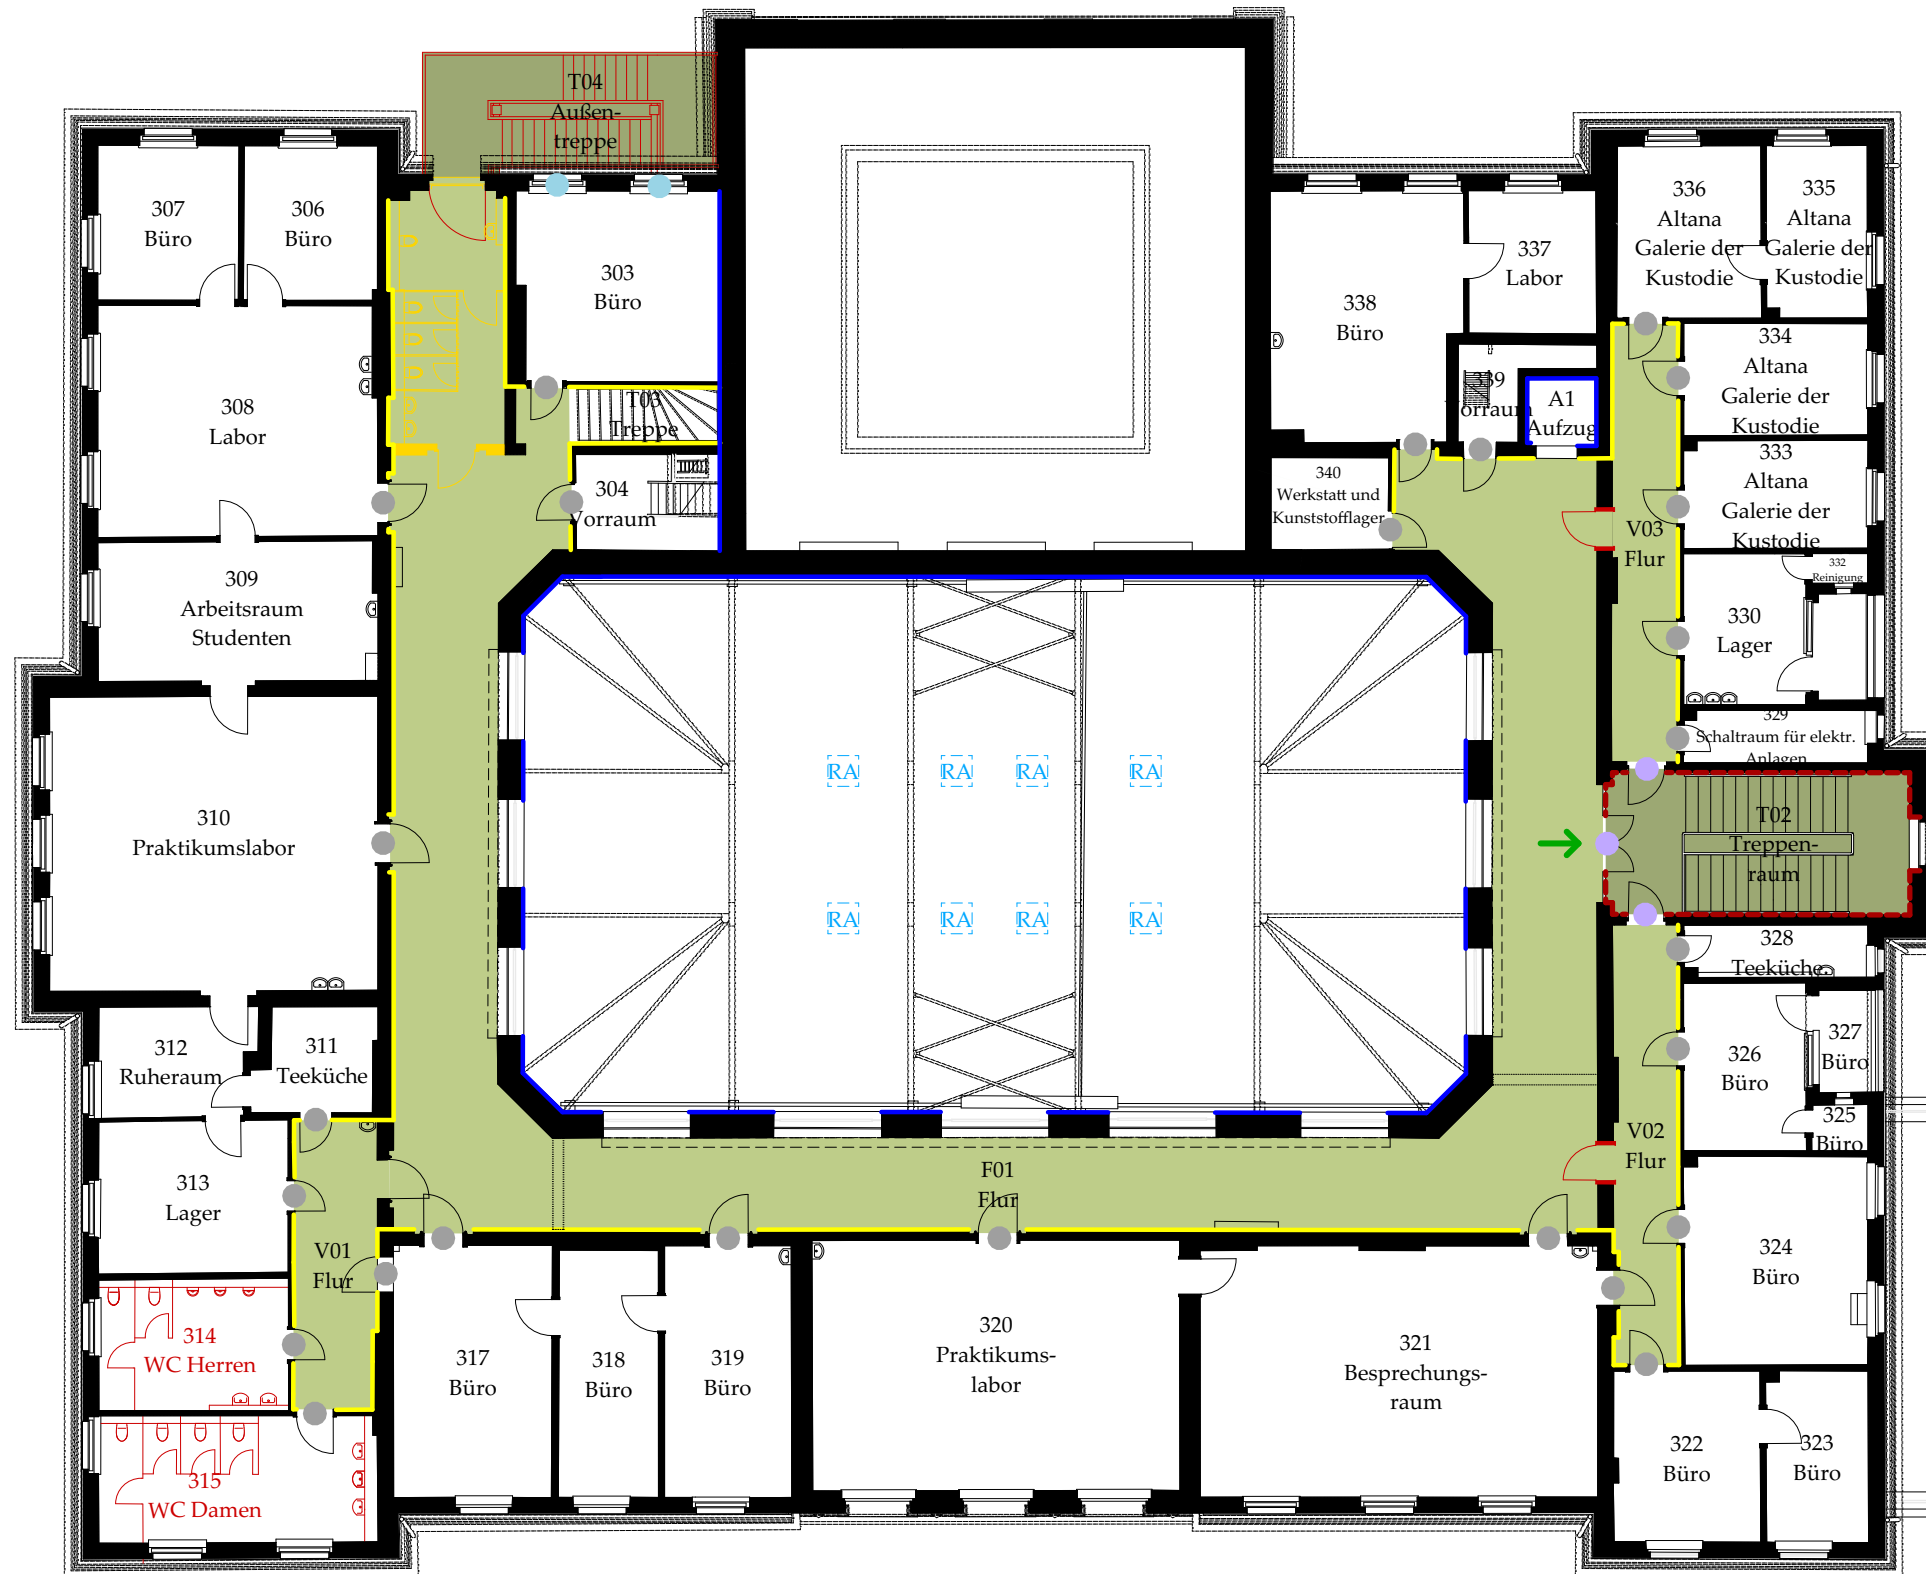 T04
Außen-
treppe
307
Büro
306
Büro
303
Büro
308
Labor
T03
Treppe
304
Vorraum
309
Arbeitsraum
Studenten
310
Praktikumslabor
312
Ruheraum
311
Teeküche
313
Lager
V01
Flur
314
WC Herren
315
WC Damen
317
Büro
318
Büro
319
Büro
320
Praktikums-
labor
321
Besprechungs-
raum
F01
Flur
RA RA RA RA
RA RA RA RA
338
Büro
337
Labor
339
Vorraum
A1
Aufzug
340
Werkstatt und
Kunststofflager
336
Altana
Galerie der
Kustodie
335
Altana
Galerie der
Kustodie
334
Altana
Galerie der
Kustodie
333
Altana
Galerie der
Kustodie
V03
Flur
332
Reinigung
330
Lager
329
Schaltraum für elektr.
Anlagen
T02
Treppen-
raum
328
Teeküche
326
Büro
327
Büro
325
Büro
V02
Flur
324
Büro
322
Büro
323
Büro